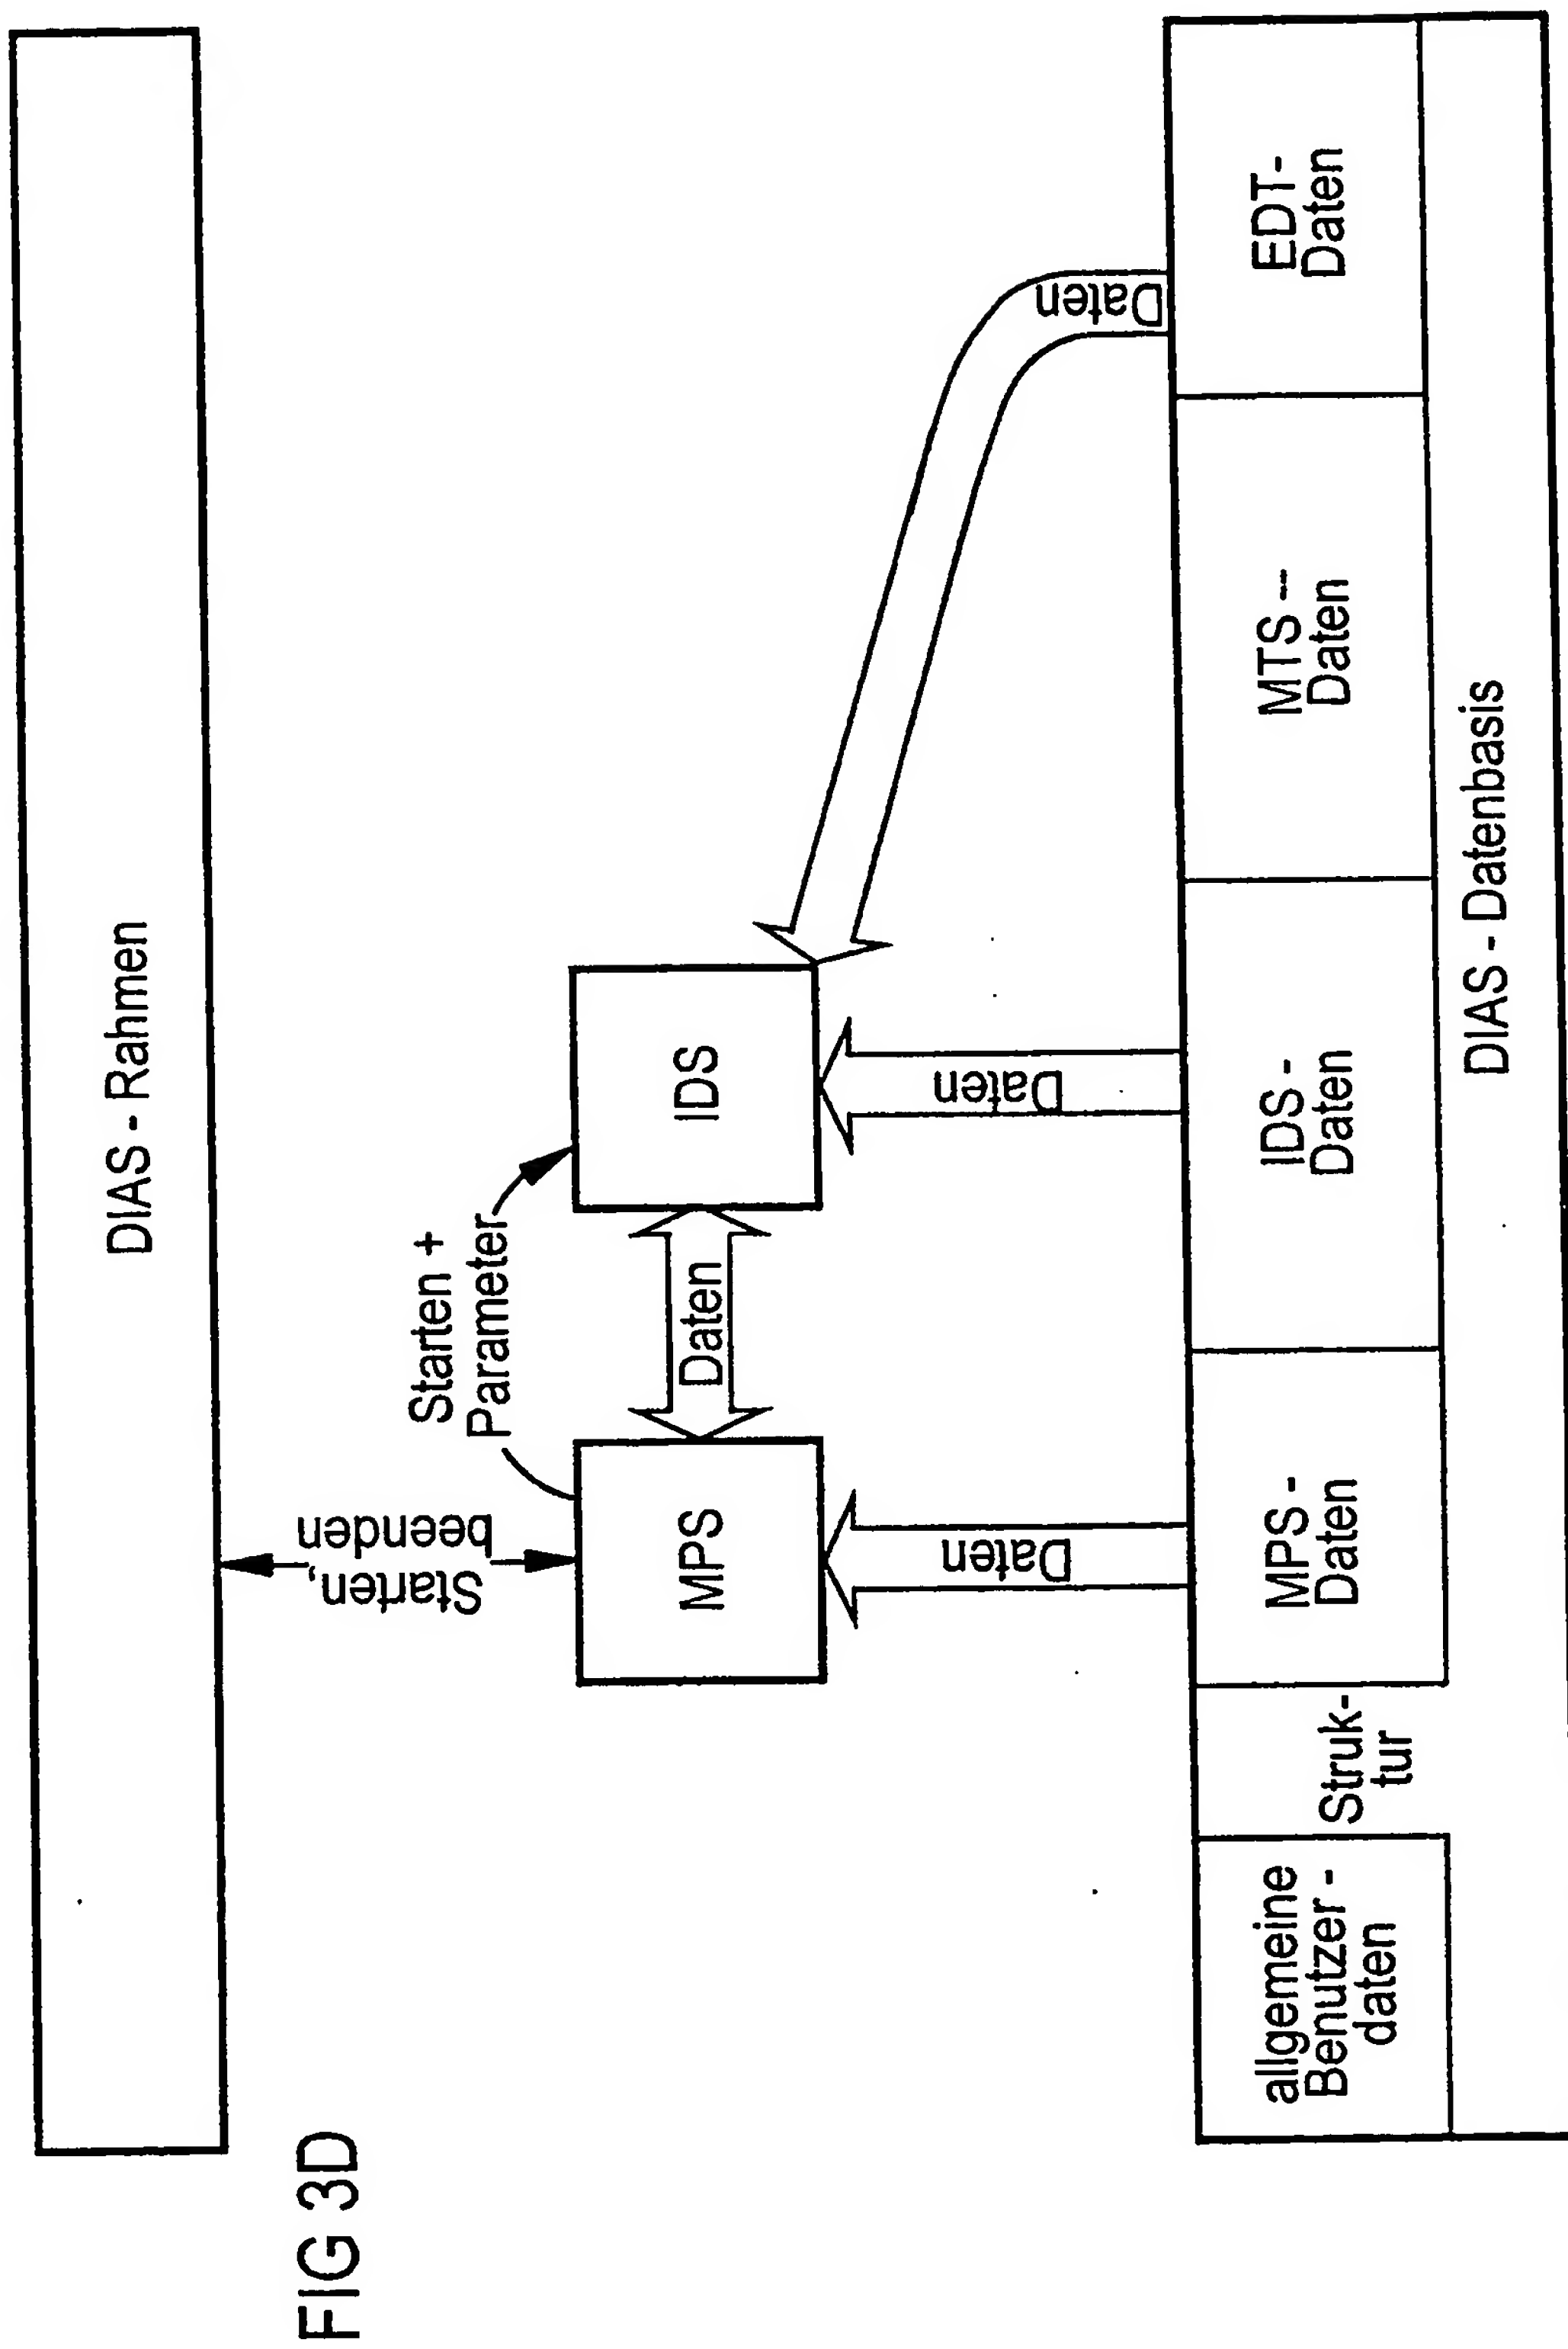 DIAS - Rahmen
Starten +
Parameter
Starten,
beenden
MPS
Daten
IDS
Daten
Daten
Daten
allgemeine
Benutzer -
daten
Struk-
tur
MPS -
Daten
IDS -
Daten
MTS --
Daten
EDT-
Daten
DIAS - Datenbasis
FIG 3D